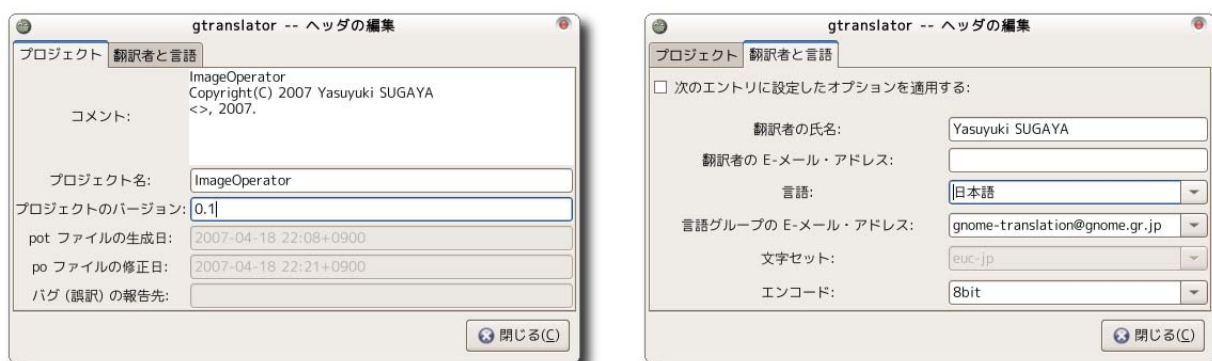 gtranslator -- ヘッダの編集
プロジェクト 翻訳者と言語
コメント:
ImageOperator
Copyright(C) 2007 Yasuyuki SUGAYA
<>, 2007.
プロジェクト名: ImageOperator
プロジェクトのバージョン: 0.1
pot ファイルの生成日: 2007-04-18 22:08+0900
po ファイルの修正日: 2007-04-18 22:21+0900
バグ (誤訳) の報告先:
閉じる(C)
gtranslator -- ヘッダの編集
プロジェクト 翻訳者と言語
次のエントリに設定したオプションを適用する:
翻訳者の氏名: Yasuyuki SUGAYA
翻訳者の E-メール・アドレス:
言語: 日本語
言語グループの E-メール・アドレス: gnome-translation@gnome.gr.jp
文字セット: euc-jp
エンコード: 8bit
閉じる(C)